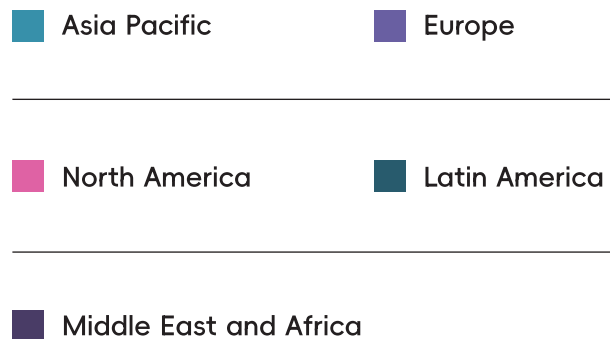 Asia Pacific
Europe
North America
Latin America
Middle East and Africa